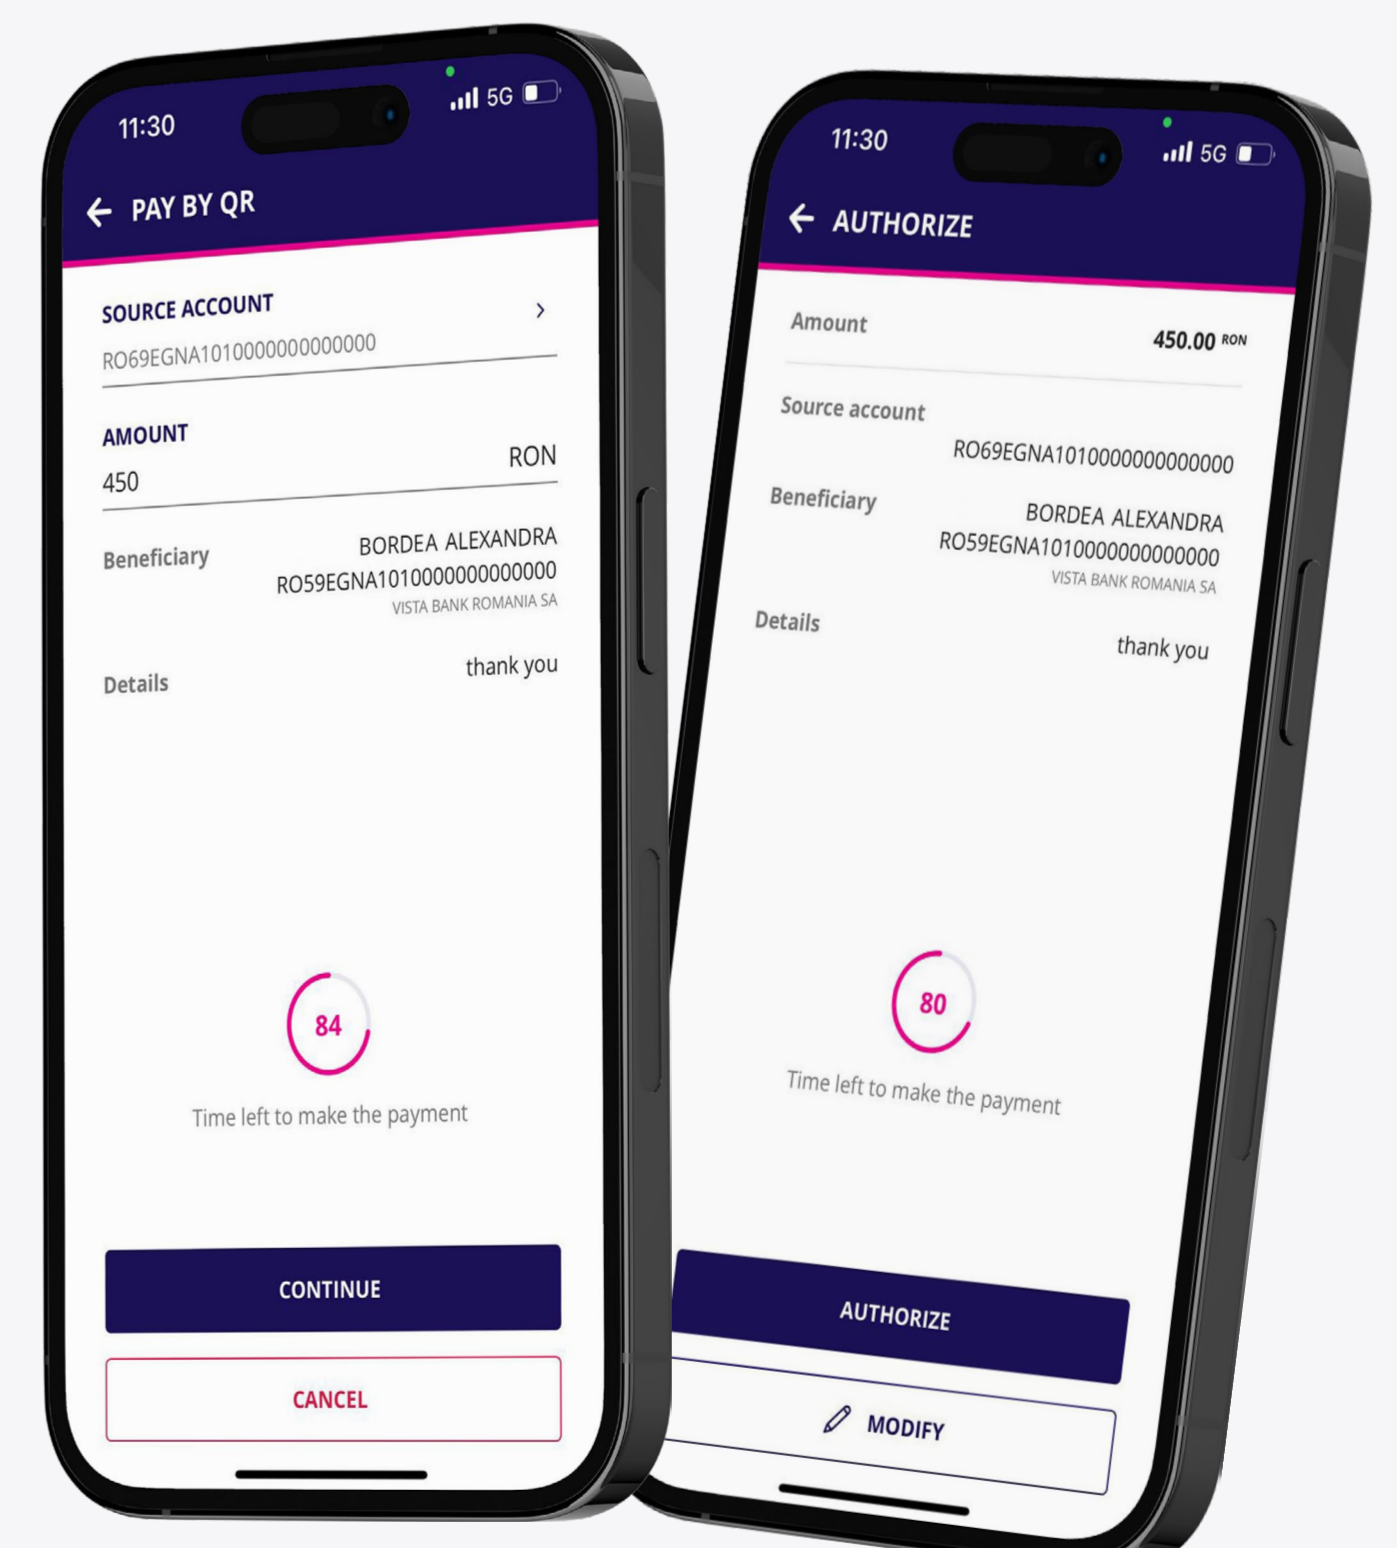 11:30
5G
PAY BY QR
SOURCE ACCOUNT
RO69EGNA1010000000000000
AMOUNT
450
RON
Beneficiary
BORDEA ALEXANDRA
RO59EGNA1010000000000000
VISTA BANK ROMANIA SA
Details
thank you
84
Time left to make the payment
CONTINUE
CANCEL
11:30
5G
AUTHORIZE
Amount
450.00 RON
Source account
RO69EGNA1010000000000000
Beneficiary
BORDEA ALEXANDRA
RO59EGNA1010000000000000
VISTA BANK ROMANIA SA
Details
thank you
80
Time left to make the payment
AUTHORIZE
MODIFY